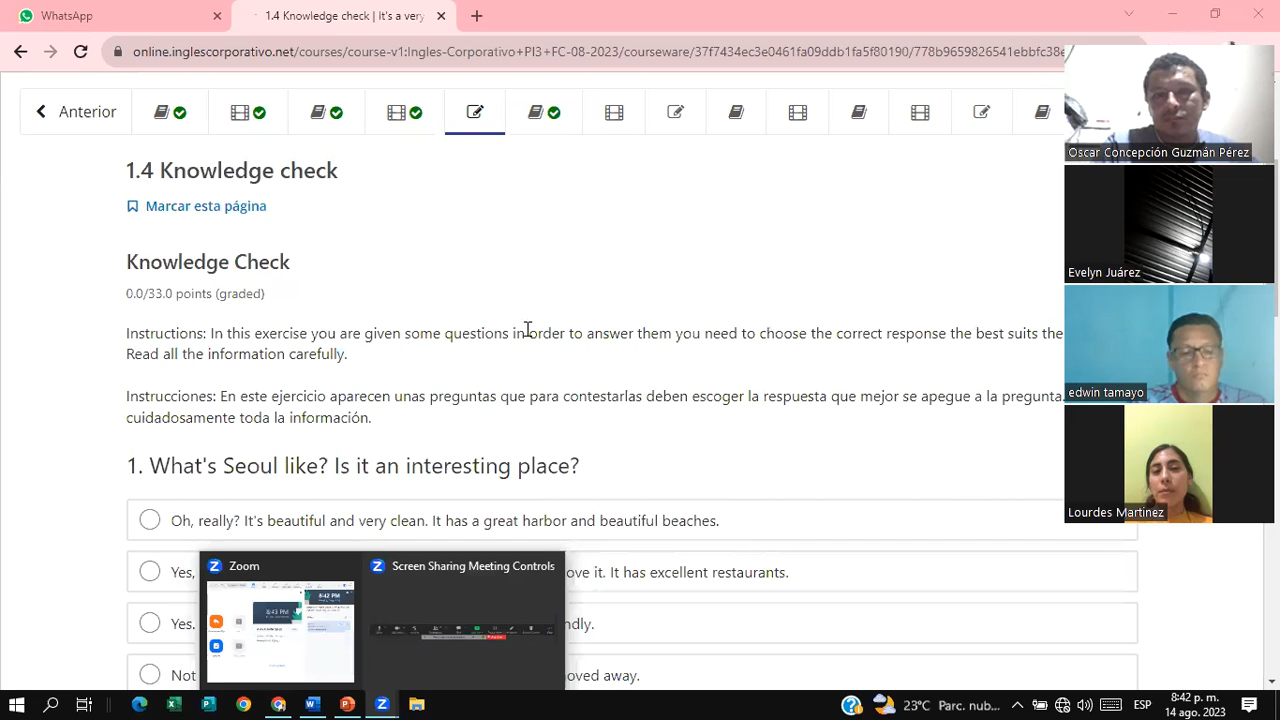 WhatsApp
1.4 Knowledge check | it's a very
online.inglescorporativo.net/courses/course-v1:Ingles-Corporativo+PI3+FC-08-2023/courseware/37f7434ec3e0461fa09ddb1fa5f80190/778b9659826541ebbfc38e
Anterior
1.4 Knowledge check
Marcar esta página
Knowledge Check
0.0/33.0 points (graded)
Instructions: In this exercise you are given some questions in order to answer them you need to choose the correct response the best suits the
Read all the information carefully.
Instrucciones: En este ejercicio aparecen unas preguntas que para contestarlas deben escoger la respuesta que mejor se apegue a la pregunta.
cuidadosamente toda la información.
1. What's Seoul like? Is it an interesting place?
Oh, really? It's beautiful and very clean. It has a great harbor and beautiful beaches.
Yes, ove it. It has excellent restaurants.
Yes. ndly.
Not oved away.
Zoom
Screen Sharing Meeting Controls
8:43 PM
8:42 PM
Oscar Concepción Guzmán Pérez
Evelyn Juárez
edwin tamayo
Lourdes Martínez
23°C Parc. nub...
ESP
8:42 p. m.
14 ago. 2023